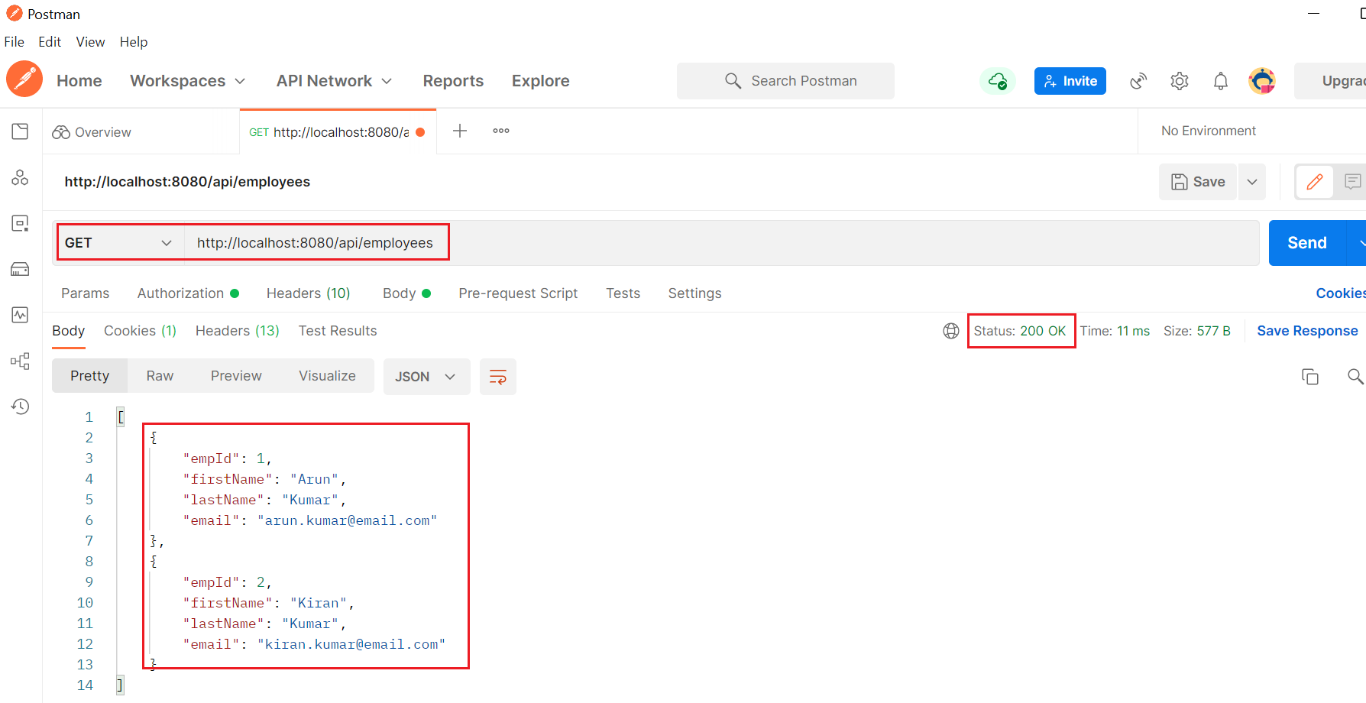 Postman
File Edit View Help
Home Workspaces API Network Reports Explore Search Postman Invite
Overview GET http://localhost:8080/a No Environment
http://localhost:8080/api/employees Save
GET http://localhost:8080/api/employees Send
Params Authorization Headers (10) Body Pre-request Script Tests Settings Cookies
Body Cookies (1) Headers (13) Test Results Status: 200 OK Time: 11 ms Size: 577 B Save Response
Pretty Raw Preview Visualize JSON
1 [
2 {
3 "empId": 1,
4 "firstName": "Arun",
5 "lastName": "Kumar",
6 "email": "arun.kumar@email.com"
7 },
8 {
9 "empId": 2,
10 "firstName": "Kiran",
11 "lastName": "Kumar",
12 "email": "kiran.kumar@email.com"
13 }
14 ]